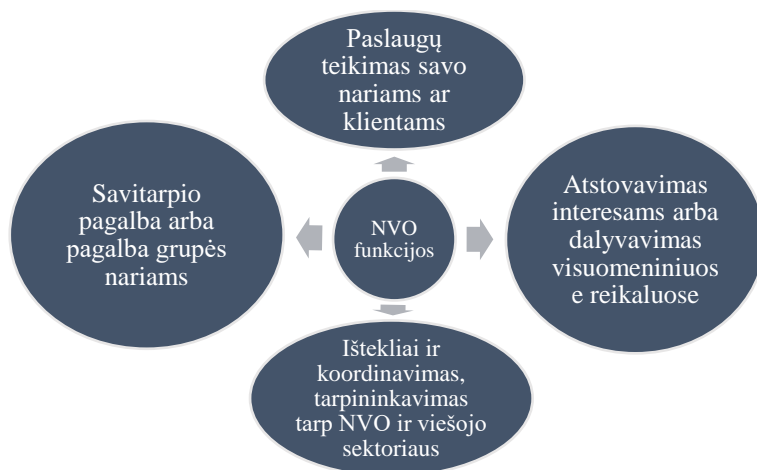 Paslaugų
teikimas savo
nariams ar
klientams
Savitarpio
pagalba arba
pagalba grupės
nariams
NVO
funkcijos
Atstovavimas
interesams arba
dalyvavimas
visuomeniniuos
e reikaluose
Ištekliai ir
koordinavimas,
tarpininkavimas
tarp NVO ir viešojo
sektoriaus